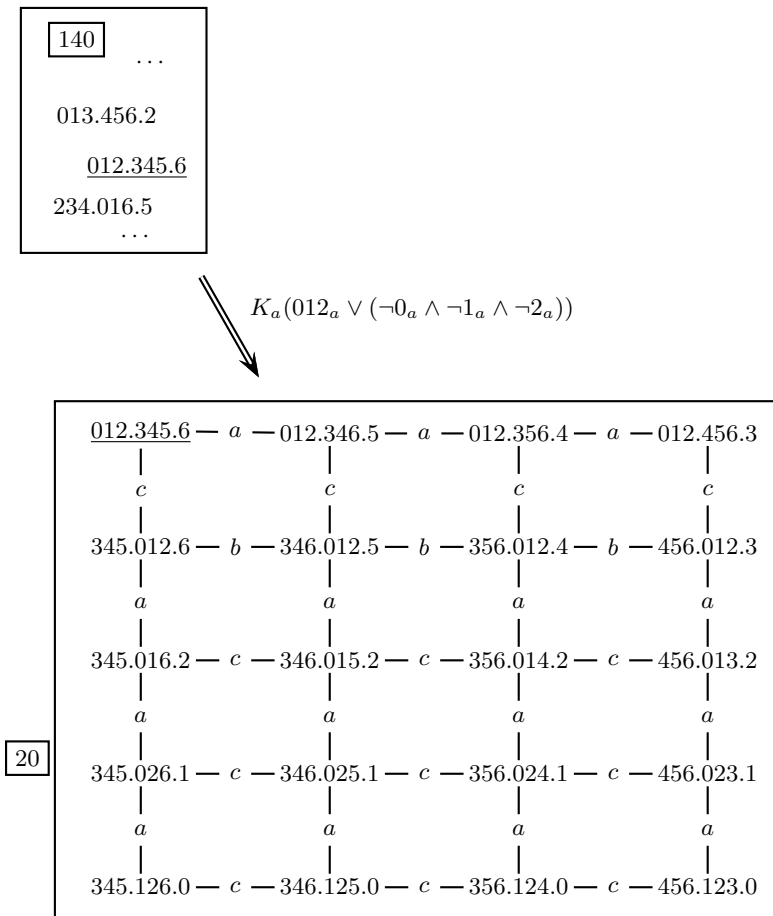 140
...
013.456.2
012.345.6
234.016.5
...
K_a(012_a ∨ (¬0_a ∧ ¬1_a ∧ ¬2_a))
012.345.6 a 012.346.5 a 012.356.4 a 012.456.3
c c c c
345.012.6 b 346.012.5 b 356.012.4 b 456.012.3
a a a a
345.016.2 c 346.015.2 c 356.014.2 c 456.013.2
a a a a
20
345.026.1 c 346.025.1 c 356.024.1 c 456.023.1
a a a a
345.126.0 c 346.125.0 c 356.124.0 c 456.123.0